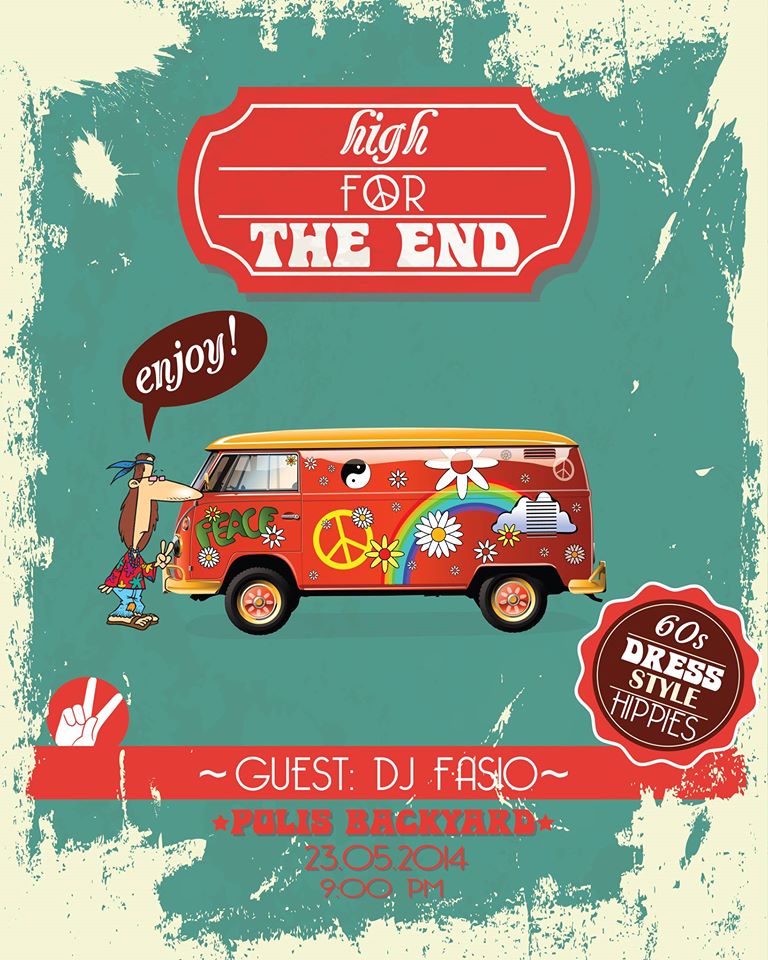 high
FOR
THE END
enjoy!
PEACE
60s
DRESS
STYLE
HIPPIES
~GUEST: DJ FASIO~
★POLIS BACKYARD★
23.05.2014
9:00 PM